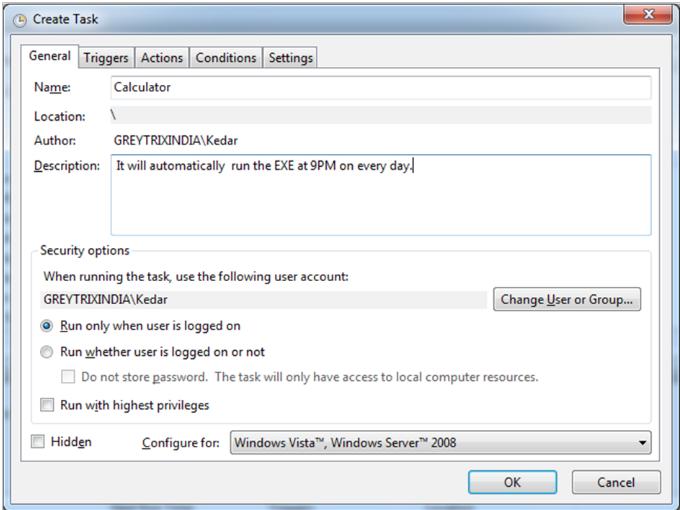 Create Task
General Triggers Actions Conditions Settings
Name: Calculator
Location: \
Author: GREYTRIXINDIA\Kedar
Description: It will automatically  run the EXE at 9PM on every day.
Security options
When running the task, use the following user account:
GREYTRIXINDIA\Kedar Change User or Group...
Run only when user is logged on
Run whether user is logged on or not
Do not store password.  The task will only have access to local computer resources.
Run with highest privileges
Hidden Configure for: Windows Vista™, Windows Server™ 2008
OK Cancel